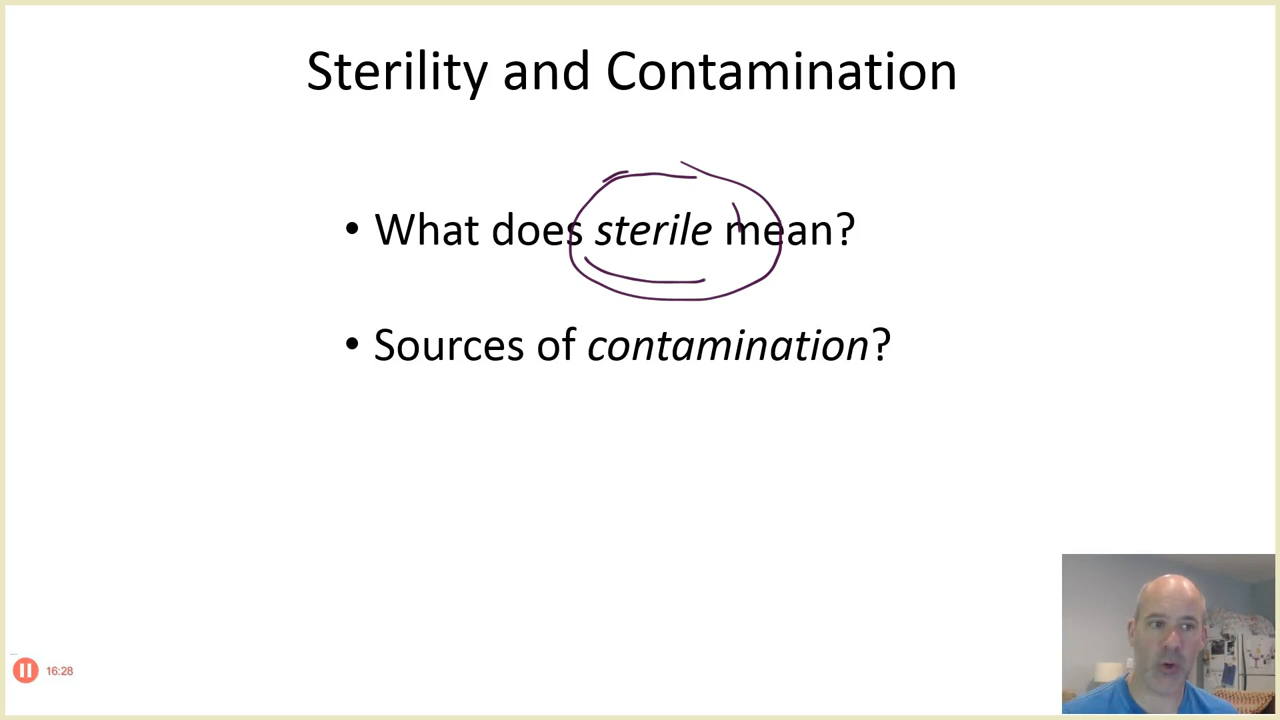 Sterility and Contamination
• What does sterile mean?
• Sources of contamination?
16:28